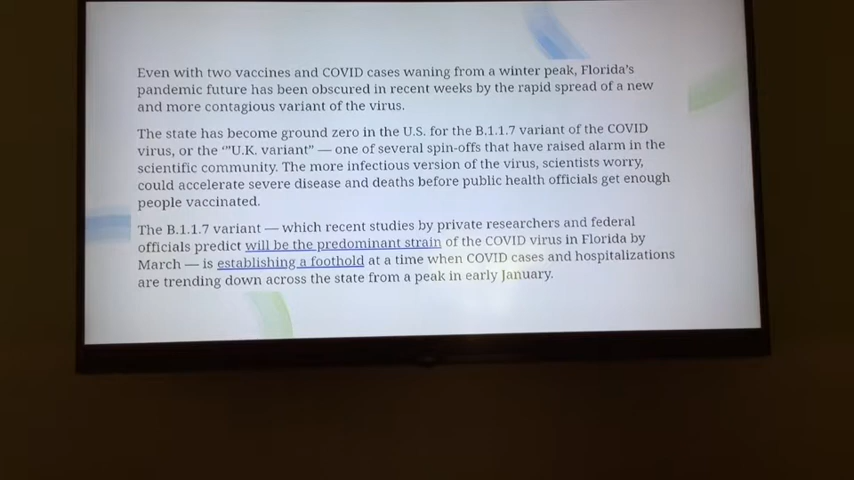 Even with two vaccines and COVID cases waning from a winter peak, Florida's
pandemic future has been obscured in recent weeks by the rapid spread of a new
and more contagious variant of the virus.
The state has become ground zero in the U.S. for the B.1.1.7 variant of the COVID
virus, or the ‘"U.K. variant” — one of several spin-offs that have raised alarm in the
scientific community. The more infectious version of the virus, scientists worry,
could accelerate severe disease and deaths before public health officials get enough
people vaccinated.
The B.1.1.7 variant — which recent studies by private researchers and federal
officials predict will be the predominant strain of the COVID virus in Florida by
March — is establishing a foothold at a time when COVID cases and hospitalizations
are trending down across the state from a peak in early January.